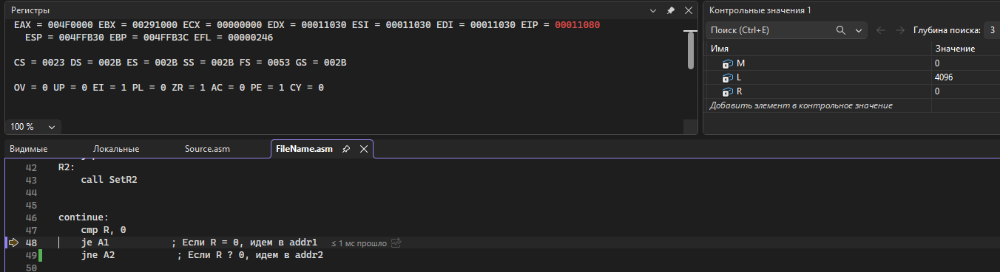 Регистры
EAX = 004F0000 EBX = 00291000 ECX = 00000000 EDX = 00011030 ESI = 00011030 EDI = 00011030 EIP = 00011080
ESP = 004FFB30 EBP = 004FFB3C EFL = 00000246
CS = 0023 DS = 002B ES = 002B SS = 002B FS = 0053 GS = 002B
OV = 0 UP = 0 EI = 1 PL = 0 ZR = 1 AC = 0 PE = 1 CY = 0
100 %
Контрольные значения 1
Поиск (Ctrl+E) Глубина поиска: 3
Имя Значение
M 0
L 4096
R 0
Добавить элемент в контрольное значение
Видимые Локальные Source.asm FileName.asm
42 R2:
43 call SetR2
44
45
46 continue:
47 cmp R, 0
48 je A1 ; Если R = 0, идем в addr1 ≤ 1 мс прошло
49 jne A2 ; Если R ? 0, идем в addr2
50